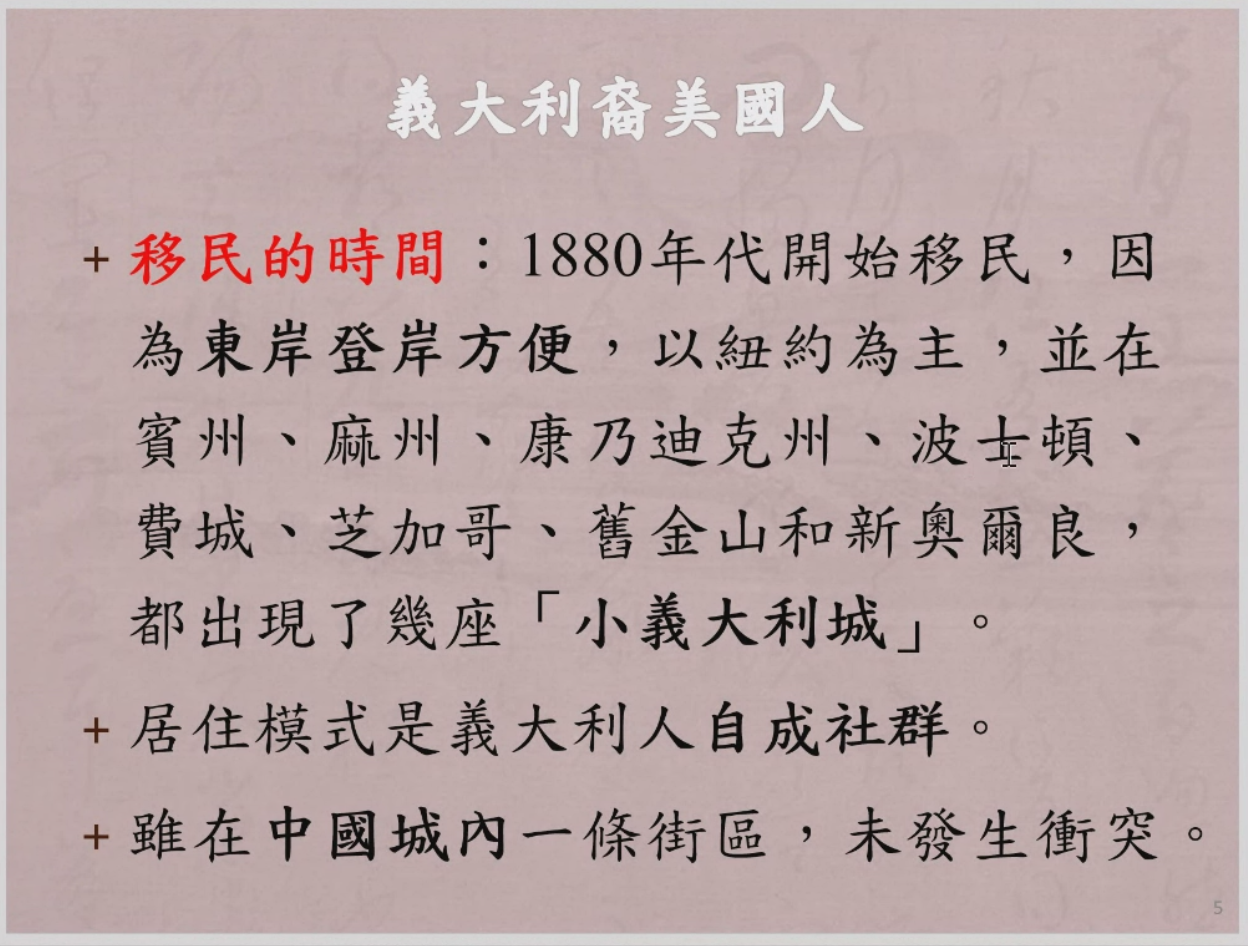 義大利裔美國人
+ 移民的時間：1880年代開始移民，因
為東岸登岸方便，以紐約為主，並在
賓州、麻州、康乃迪克州、波士頓、
費城、芝加哥、舊金山和新奧爾良，
都出現了幾座「小義大利城」。
+ 居住模式是義大利人自成社群。
+ 雖在中國城內一條街區，未發生衝突。
5